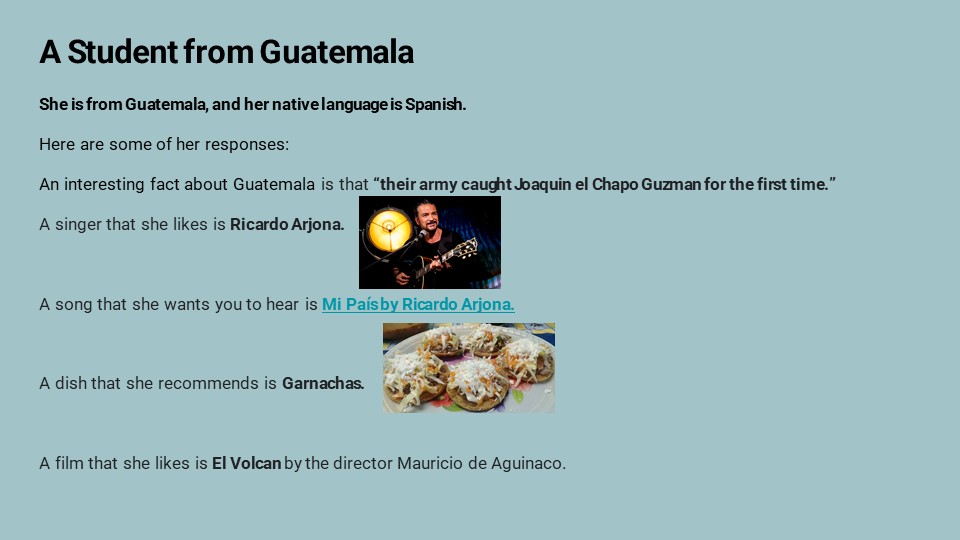 A Student from Guatemala
She is from Guatemala, and her native language is Spanish.
Here are some of her responses:
An interesting fact about Guatemala is that “their army caught Joaquin el Chapo Guzman for the first time.”
A singer that she likes is Ricardo Arjona.
A song that she wants you to hear is Mi País by Ricardo Arjona.
A dish that she recommends is Garnachas.
A film that she likes is El Volcan by the director Mauricio de Aguinaco.